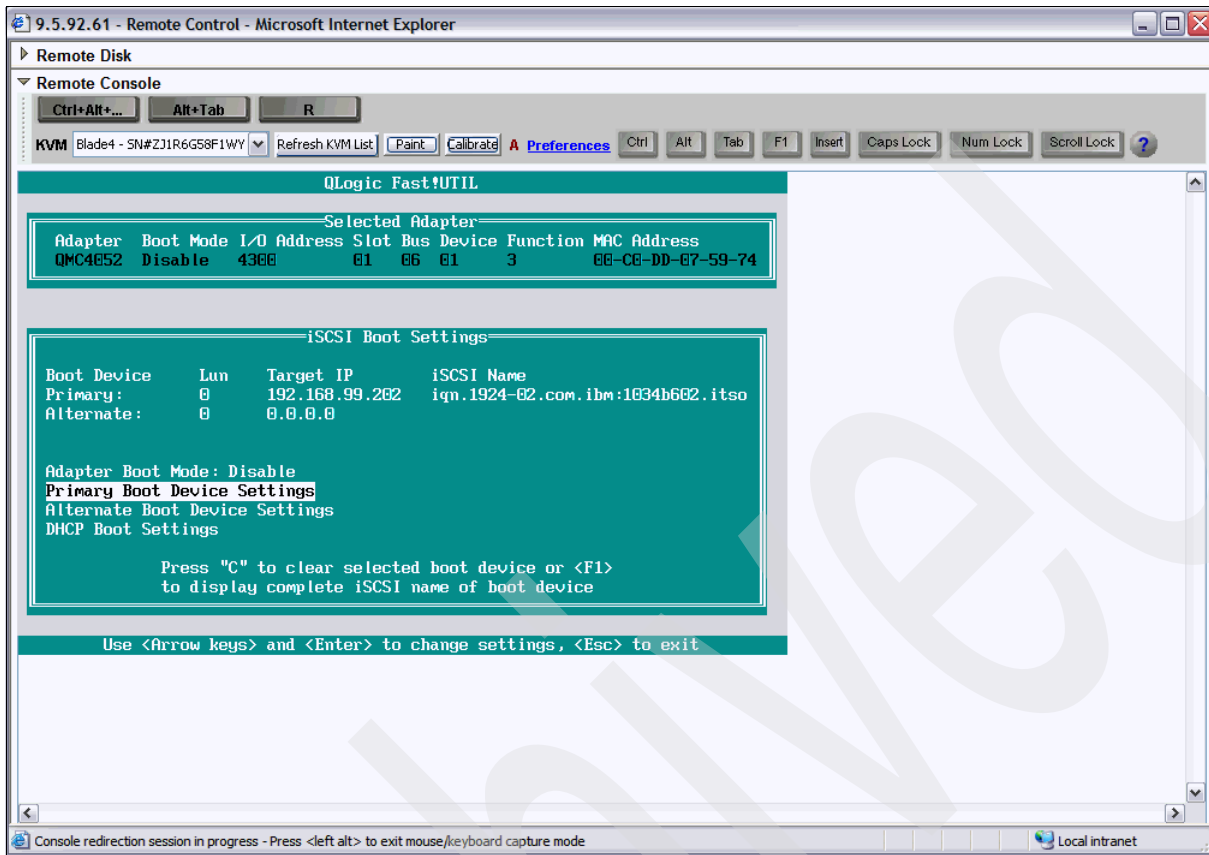 9.5.92.61 - Remote Control - Microsoft Internet Explorer
Remote Disk
Remote Console
Ctrl+Alt+... Alt+Tab R
KVM Blade4 - SN#ZJ1R6G58F1WY Refresh KVM List Paint Calibrate A Preferences Ctrl Alt Tab F1 Insert Caps Lock Num Lock Scroll Lock ?
QLogic Fast!UTIL
Selected Adapter
Adapter Boot Mode I/O Address Slot Bus Device Function MAC Address
QMC4052 Disable 4300 01 06 01 3 00-C0-DD-07-59-74
iSCSI Boot Settings
Boot Device Lun Target IP iSCSI Name
Primary: 0 192.168.99.202 iqn.1924-02.com.ibm:1034b602.itso
Alternate: 0 0.0.0.0
Adapter Boot Mode: Disable
Primary Boot Device Settings
Alternate Boot Device Settings
DHCP Boot Settings
Press "C" to clear selected boot device or <F1>
to display complete iSCSI name of boot device
Use <Arrow keys> and <Enter> to change settings, <Esc> to exit
Console redirection session in progress - Press <left alt> to exit mouse/keyboard capture mode
Local intranet